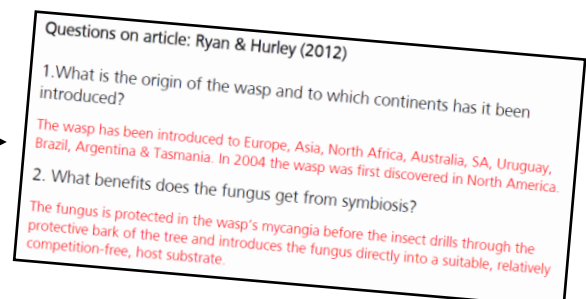 Questions on article: Ryan & Hurley (2012)
1.What is the origin of the wasp and to which continents has it been
introduced?
The wasp has been introduced to Europe, Asia, North Africa, Australia, SA, Uruguay,
Brazil, Argentina & Tasmania. In 2004 the wasp was first discovered in North America.
2. What benefits does the fungus get from symbiosis?
The fungus is protected in the wasp's mycangia before the insect drills through the
protective bark of the tree and introduces the fungus directly into a suitable, relatively
competition-free, host substrate.